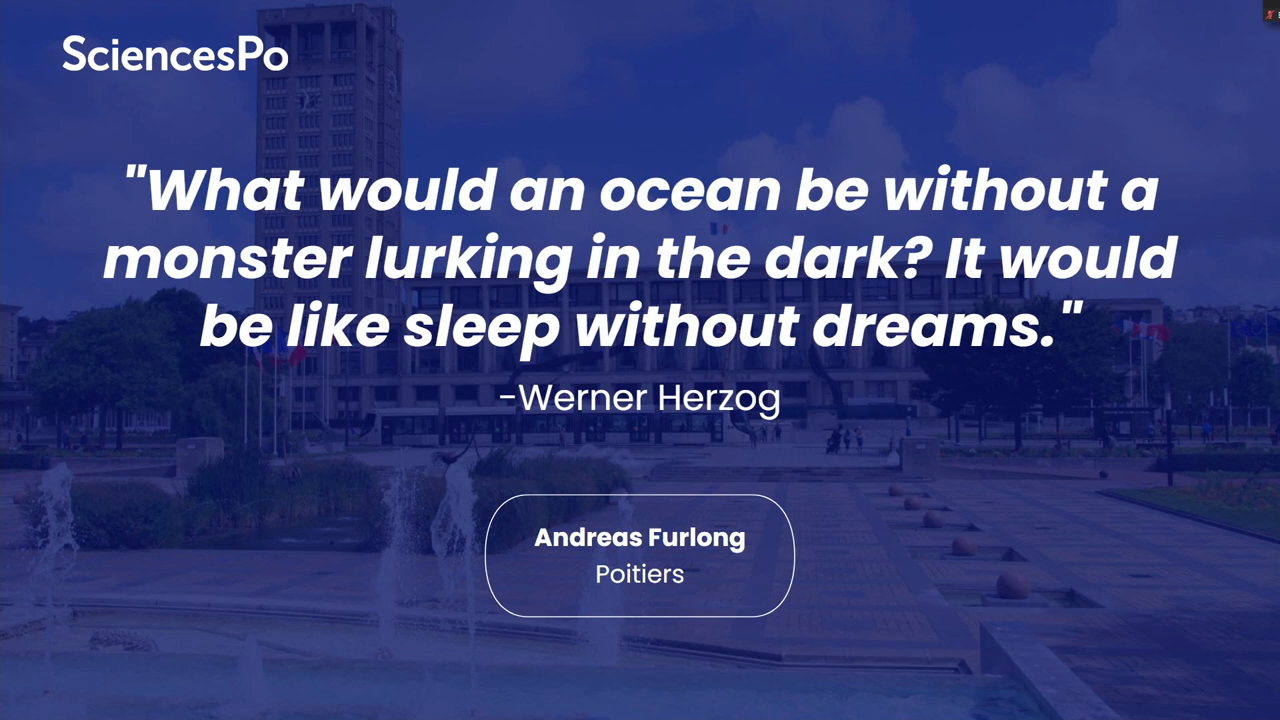 SciencesPo
"What would an ocean be without a
monster lurking in the dark? It would
be like sleep without dreams."
-Werner Herzog
Andreas Furlong
Poitiers